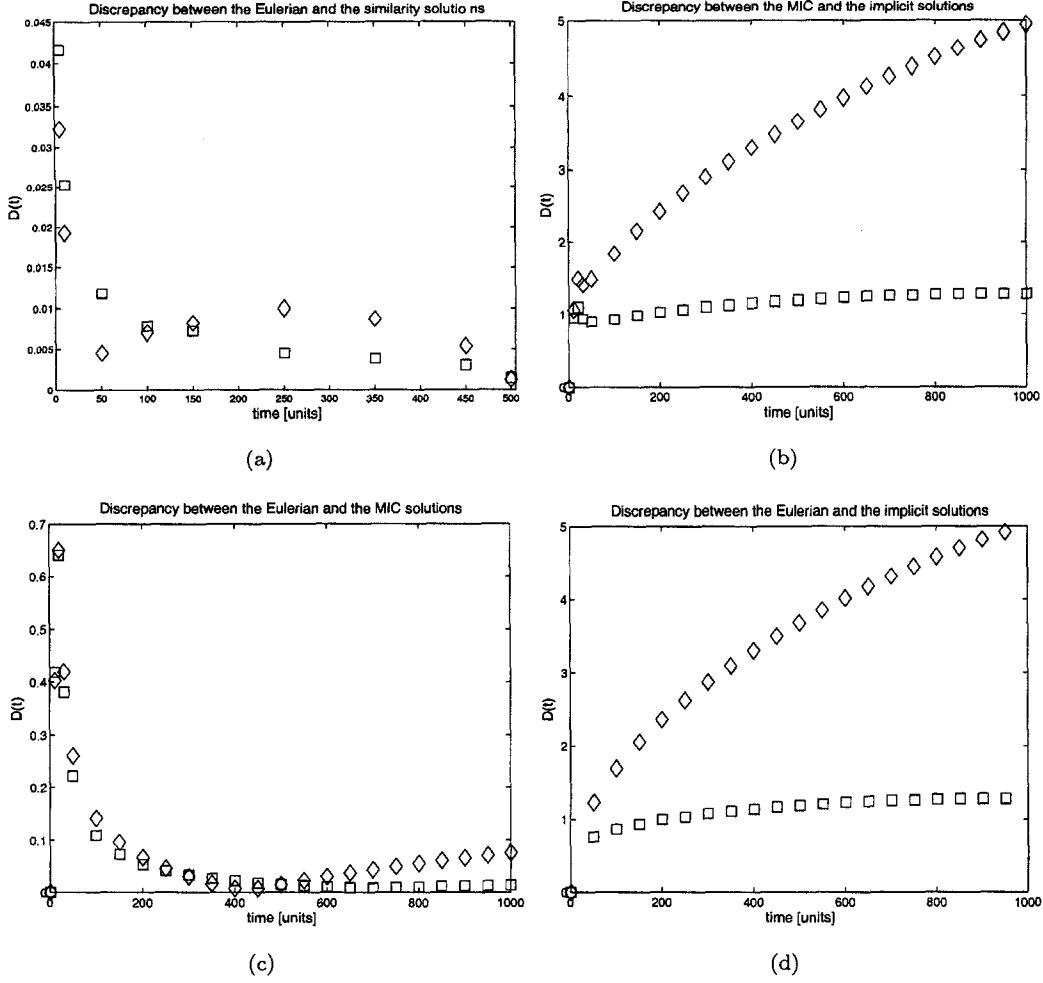 Discrepancy between the Eulerian and the similarity solutio ns
0.045
0.04
0.035
0.03
0.025
0.02
0.015
0.01
0.005
0
D(t)
0 50 100 150 200 250 300 350 400 450 500
time [units]
(a)
Discrepancy between the MIC and the implicit solutions
5
4
3
2
1
0
D(t)
0 200 400 600 800 1000
time [units]
(b)
Discrepancy between the Eulerian and the MIC solutions
0.7
0.6
0.5
0.4
0.3
0.2
0.1
0
D(t)
0 200 400 600 800 1000
time [units]
(c)
Discrepancy between the Eulerian and the implicit solutions
5
4
3
2
1
0
D(t)
0 200 400 600 800 1000
time [units]
(d)